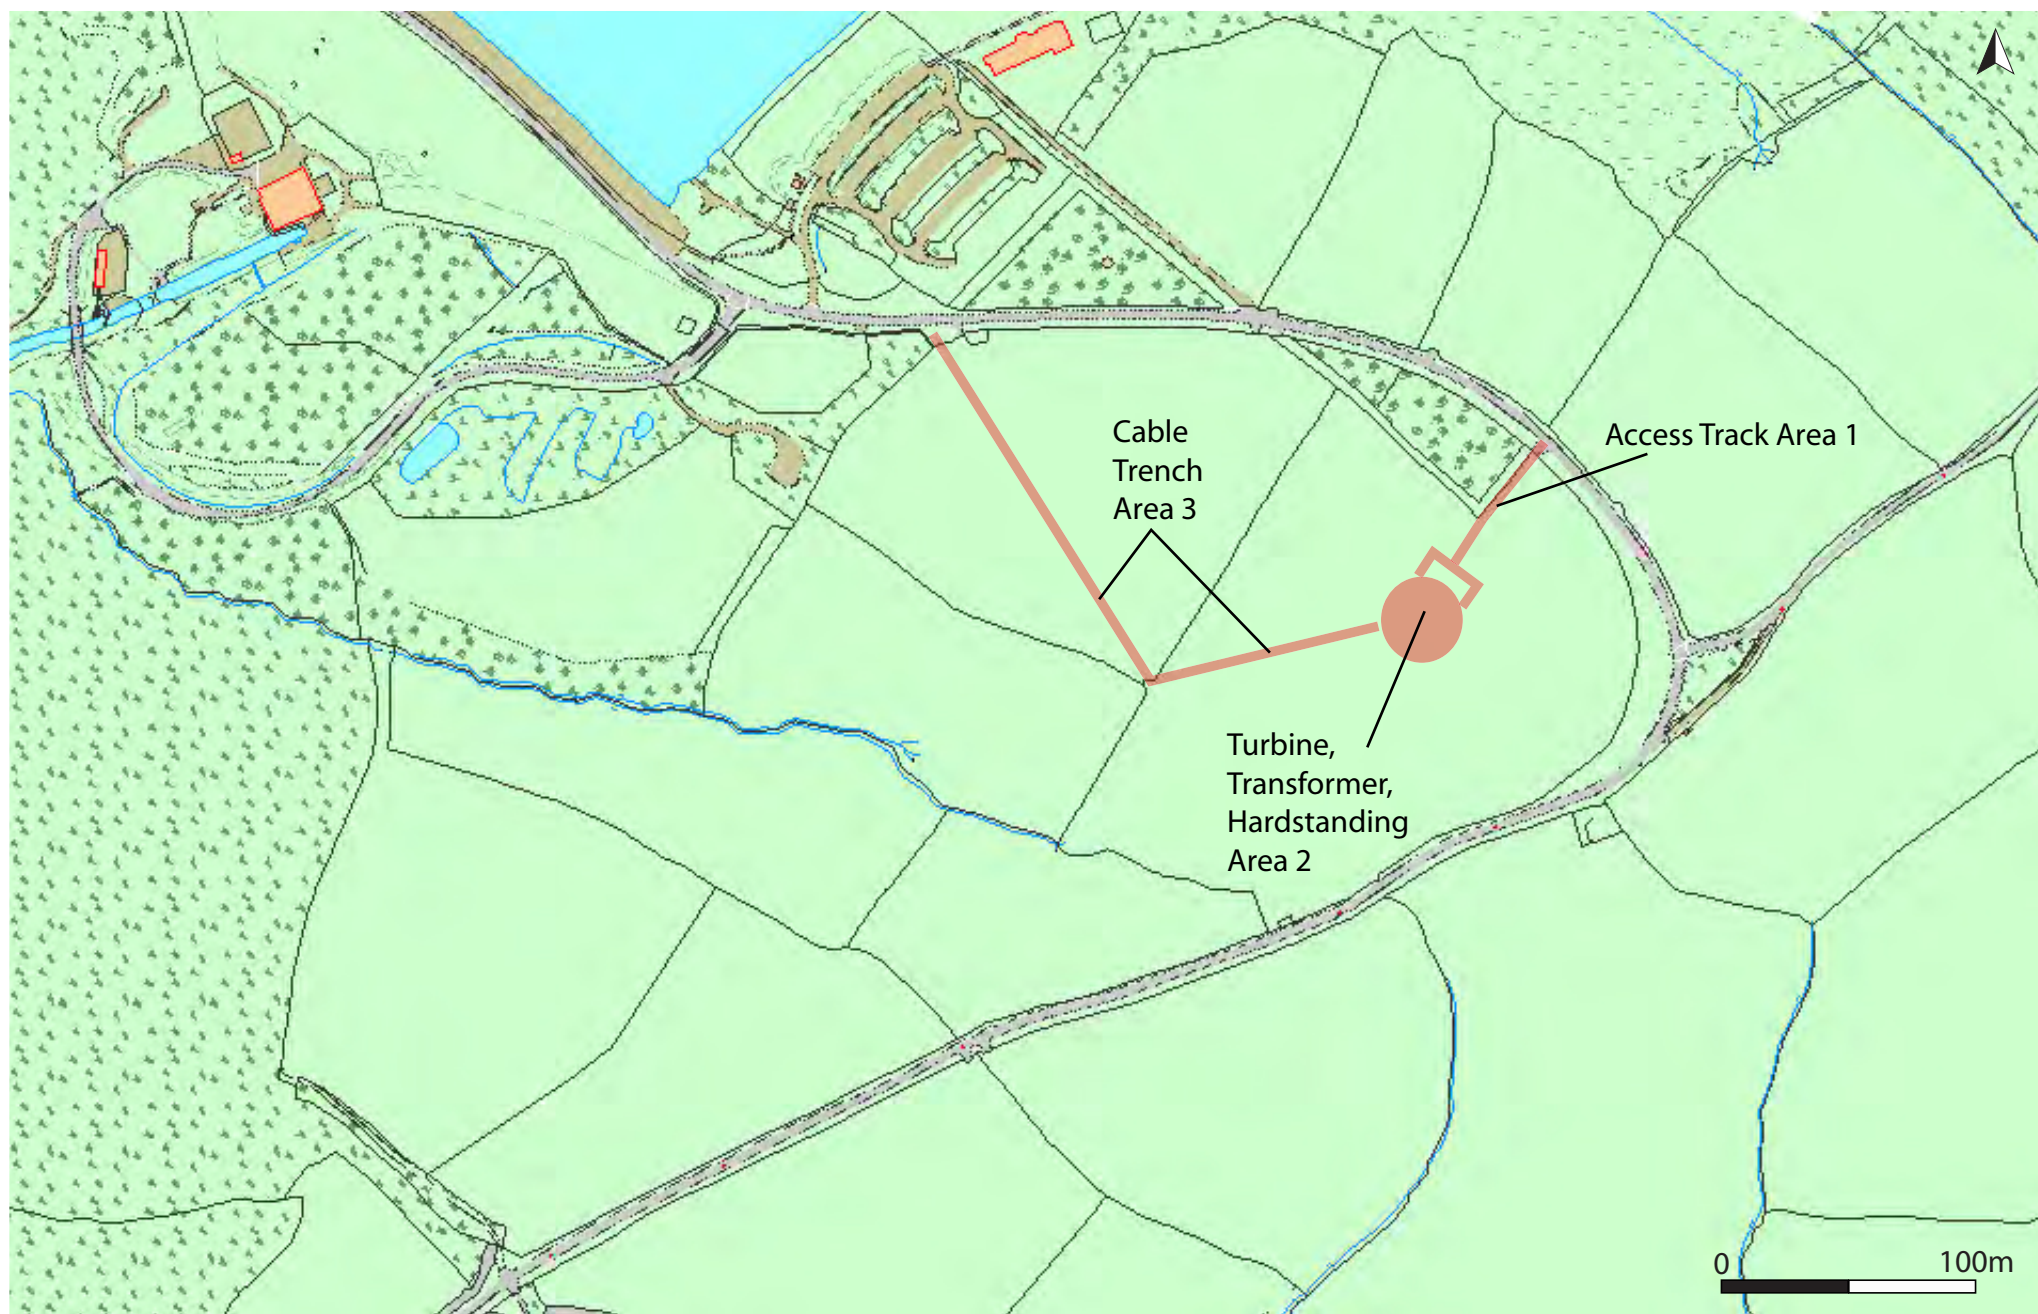 Cable
Trench
Area 3
Access Track Area 1
Turbine,
Transformer,
Hardstanding
Area 2
0 100m